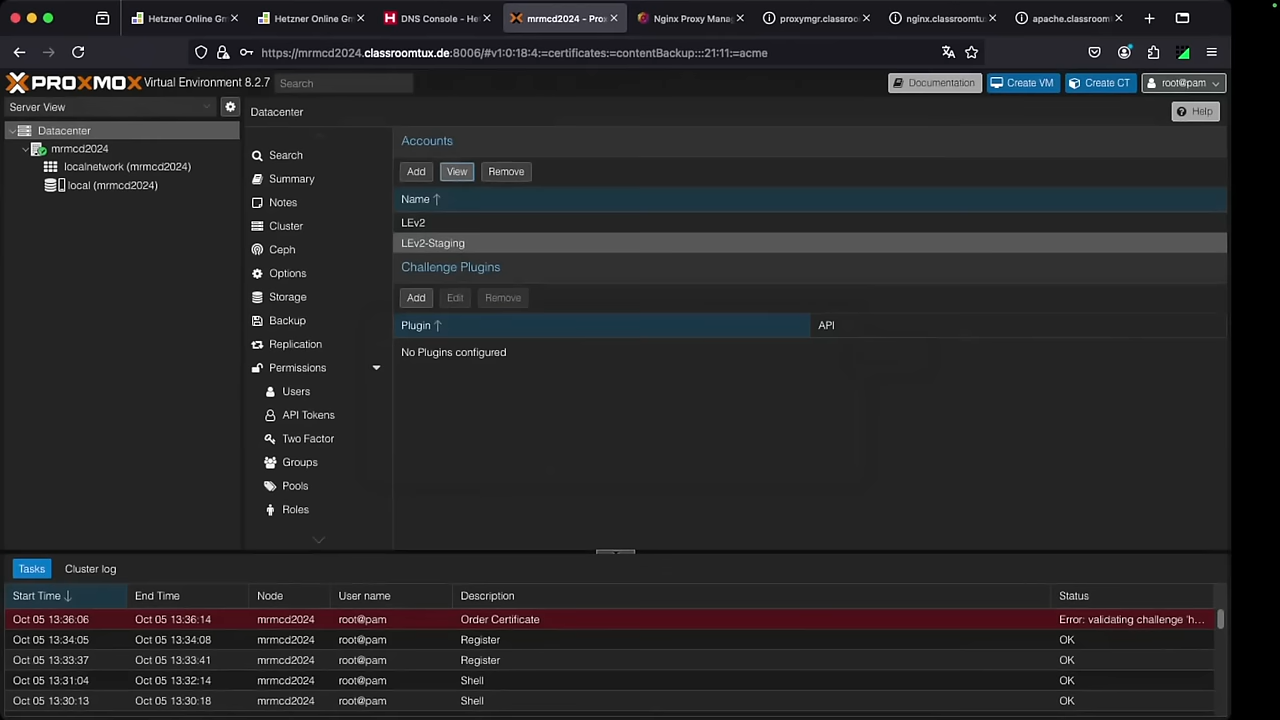 Hetzner Online Gm
Hetzner Online Gm
DNS Console - He
mrmcd2024 - Prox
Nginx Proxy Mana
proxymgr.classroo
nginx.classroomtu
apache.classroom
https://mrmcd2024.classroomtux.de:8006/#v1:0:18:4:=certificates:=contentBackup:::21:11:=acme
PROXMOX Virtual Environment 8.2.7
Search
Documentation
Create VM
Create CT
root@pam
Server View
Datacenter
Help
Datacenter
mrmcd2024
localnetwork (mrmcd2024)
local (mrmcd2024)
Search
Summary
Notes
Cluster
Ceph
Options
Storage
Backup
Replication
Permissions
Users
API Tokens
Two Factor
Groups
Pools
Roles
Accounts
Add View Remove
Name ↑
LEv2
LEv2-Staging
Challenge Plugins
Add Edit Remove
Plugin ↑ API
No Plugins configured
Tasks Cluster log
Start Time ↓ End Time Node User name Description Status
Oct 05 13:36:06 Oct 05 13:36:14 mrmcd2024 root@pam Order Certificate Error: validating challenge 'h...
Oct 05 13:34:05 Oct 05 13:34:08 mrmcd2024 root@pam Register OK
Oct 05 13:33:37 Oct 05 13:33:41 mrmcd2024 root@pam Register OK
Oct 05 13:31:04 Oct 05 13:32:14 mrmcd2024 root@pam Shell OK
Oct 05 13:30:13 Oct 05 13:30:18 mrmcd2024 root@pam Shell OK